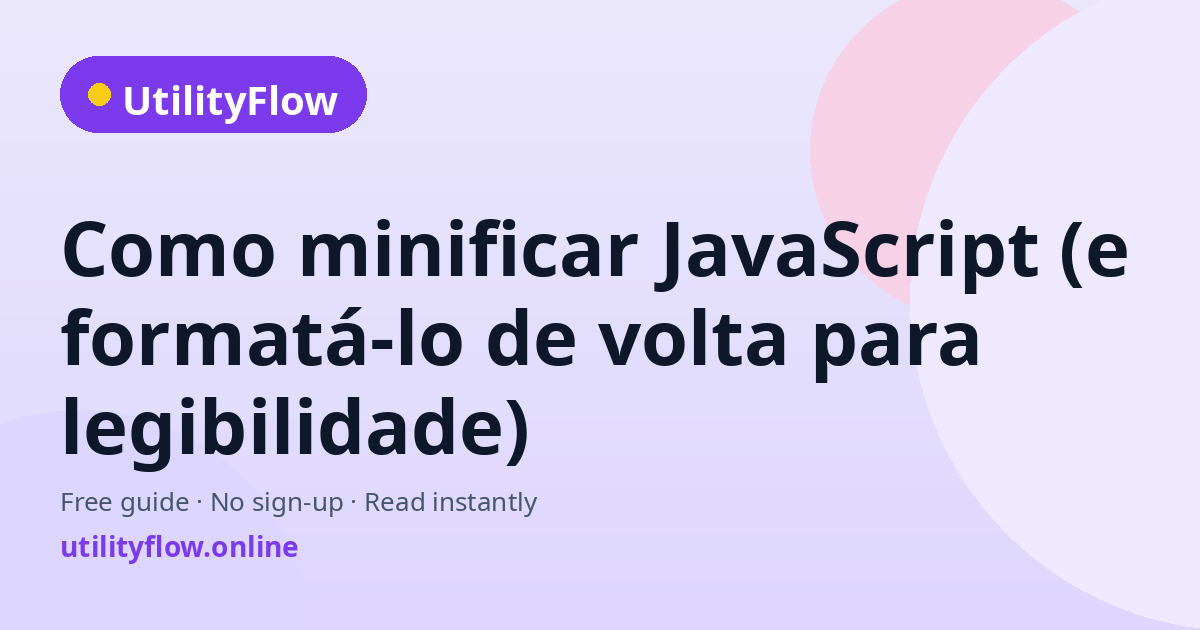 UtilityFlow
Como minificar JavaScript (e
formatá-lo de volta para
legibilidade)
Free guide · No sign-up · Read instantly
utilityflow.online